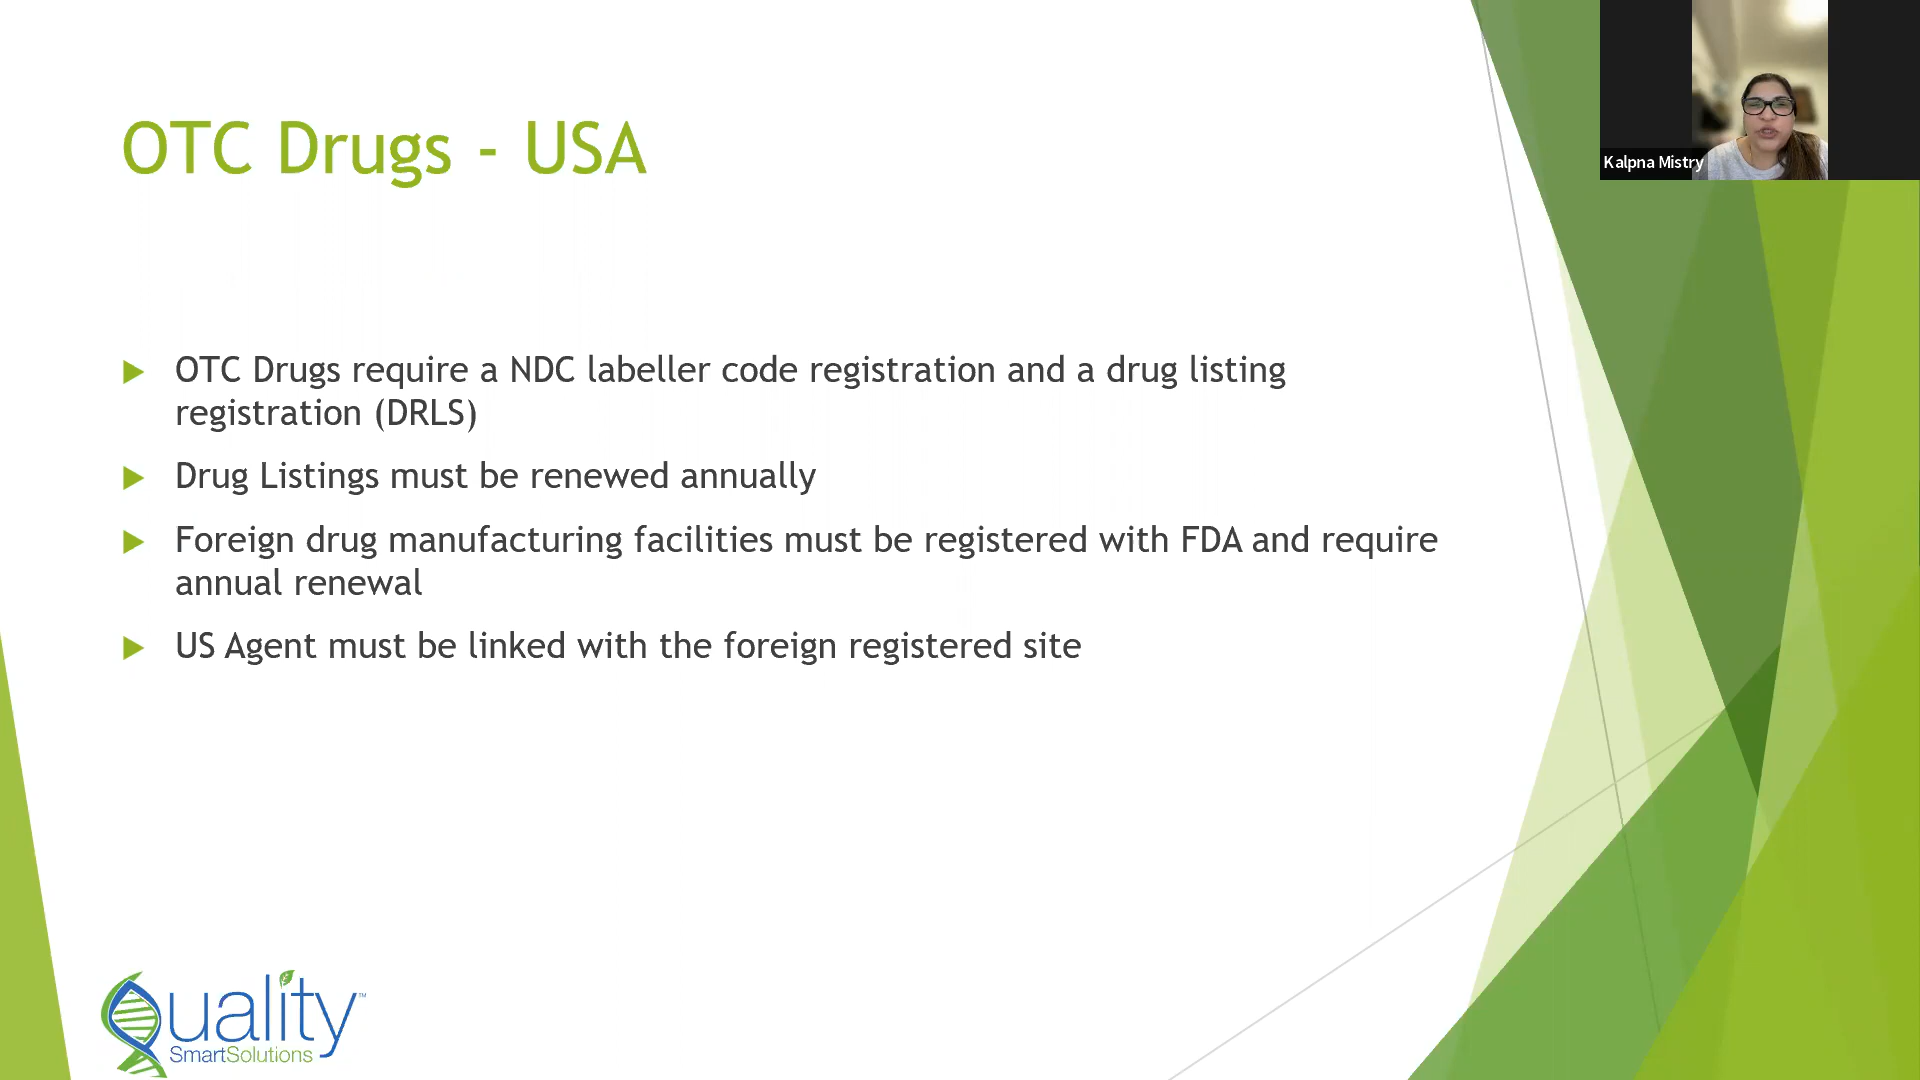 OTC Drugs - USA
Kalpna Mistry
OTC Drugs require a NDC labeller code registration and a drug listing
registration (DRLS)
Drug Listings must be renewed annually
Foreign drug manufacturing facilities must be registered with FDA and require
annual renewal
US Agent must be linked with the foreign registered site
Quality™
SmartSolutions